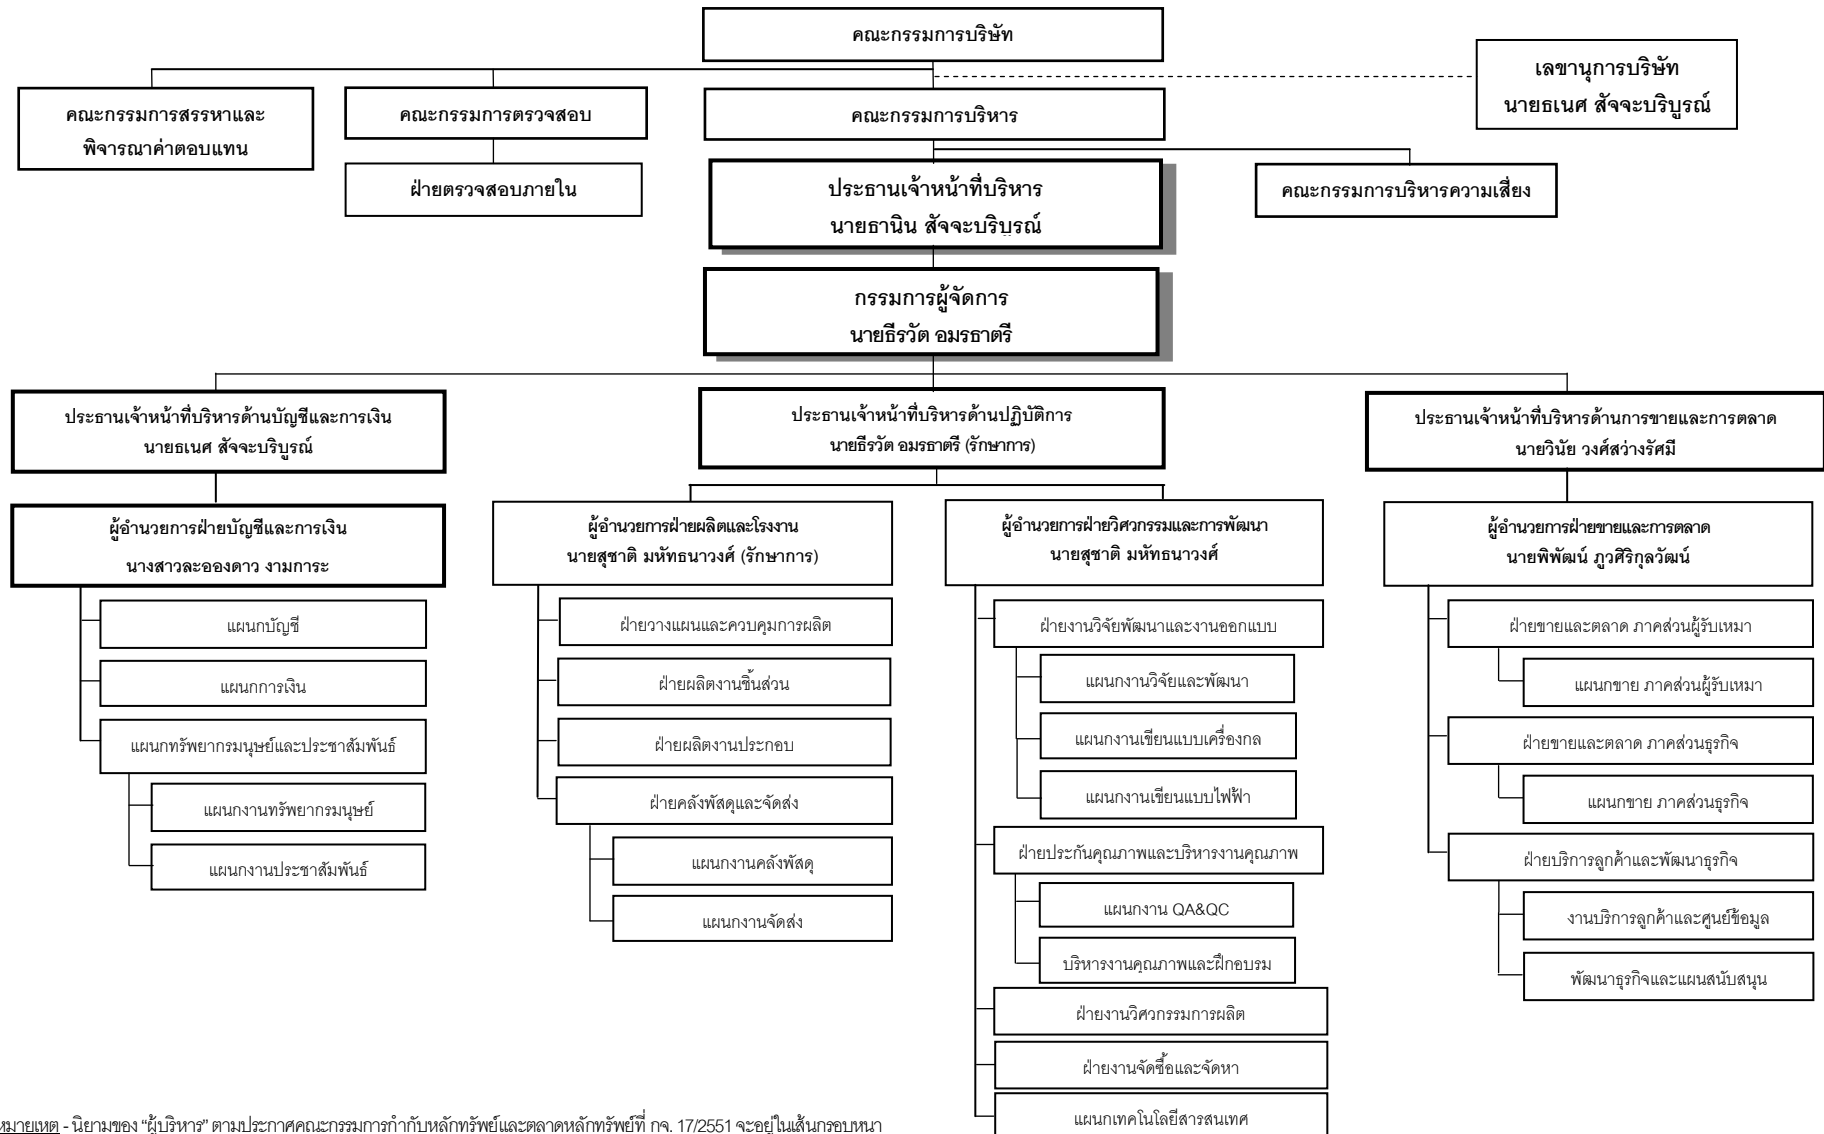 คณะกรรมการบริษัท
เลขานุการบริษัท
นายธเนศ สัจจะบริบูรณ์
คณะกรรมการสรรหาและ
พิจารณาค่าตอบแทน
คณะกรรมการตรวจสอบ
คณะกรรมการบริหาร
ฝ่ายตรวจสอบภายใน
ประธานเจ้าหน้าที่บริหาร
นายธานิน สัจจะบริบูรณ์
คณะกรรมการบริหารความเสี่ยง
กรรมการผู้จัดการ
นายธีรวัต อมรธาตรี
ประธานเจ้าหน้าที่บริหารด้านบัญชีและการเงิน
นายธเนศ สัจจะบริบูรณ์
ประธานเจ้าหน้าที่บริหารด้านปฏิบัติการ
นายธีรวัต อมรธาตรี (รักษาการ)
ประธานเจ้าหน้าที่บริหารด้านการขายและการตลาด
นายวินัย วงศ์สว่างรัศมี
ผู้อำนวยการฝ่ายบัญชีและการเงิน
นางสาวละอองดาว งามการะ
แผนกบัญชี
แผนกการเงิน
แผนกทรัพยากรมนุษย์และประชาสัมพันธ์
แผนกงานทรัพยากรมนุษย์
แผนกงานประชาสัมพันธ์
ผู้อำนวยการฝ่ายผลิตและโรงงาน
นายสุชาติ มหัทธนาวงศ์ (รักษาการ)
ฝ่ายวางแผนและควบคุมการผลิต
ฝ่ายผลิตงานชิ้นส่วน
ฝ่ายผลิตงานประกอบ
ฝ่ายคลังพัสดุและจัดส่ง
แผนกงานคลังพัสดุ
แผนกงานจัดส่ง
ผู้อำนวยการฝ่ายวิศวกรรมและการพัฒนา
นายสุชาติ มหัทธนาวงศ์
ฝ่ายงานวิจัยพัฒนาและงานออกแบบ
แผนกงานวิจัยและพัฒนา
แผนกงานเขียนแบบเครื่องกล
แผนกงานเขียนแบบไฟฟ้า
ฝ่ายประกันคุณภาพและบริหารงานคุณภาพ
แผนกงาน QA&QC
บริหารงานคุณภาพและฝึกอบรม
ฝ่ายงานวิศวกรรมการผลิต
ฝ่ายงานจัดซื้อและจัดหา
แผนกเทคโนโลยีสารสนเทศ
ผู้อำนวยการฝ่ายขายและการตลาด
นายพิพัฒน์ ภูวศิริกุลวัฒน์
ฝ่ายขายและตลาด ภาคส่วนผู้รับเหมา
แผนกขาย ภาคส่วนผู้รับเหมา
ฝ่ายขายและตลาด ภาคส่วนธุรกิจ
แผนกขาย ภาคส่วนธุรกิจ
ฝ่ายบริการลูกค้าและพัฒนาธุรกิจ
งานบริการลูกค้าและศูนย์ข้อมูล
พัฒนาธุรกิจและแผนสนับสนุน
หมายเหตุ - นิยามของ “ผู้บริหาร” ตามประกาศคณะกรรมการกำกับหลักทรัพย์และตลาดหลักทรัพย์ที่ กจ. 17/2551 จะอยู่ในเส้นกรอบหนา